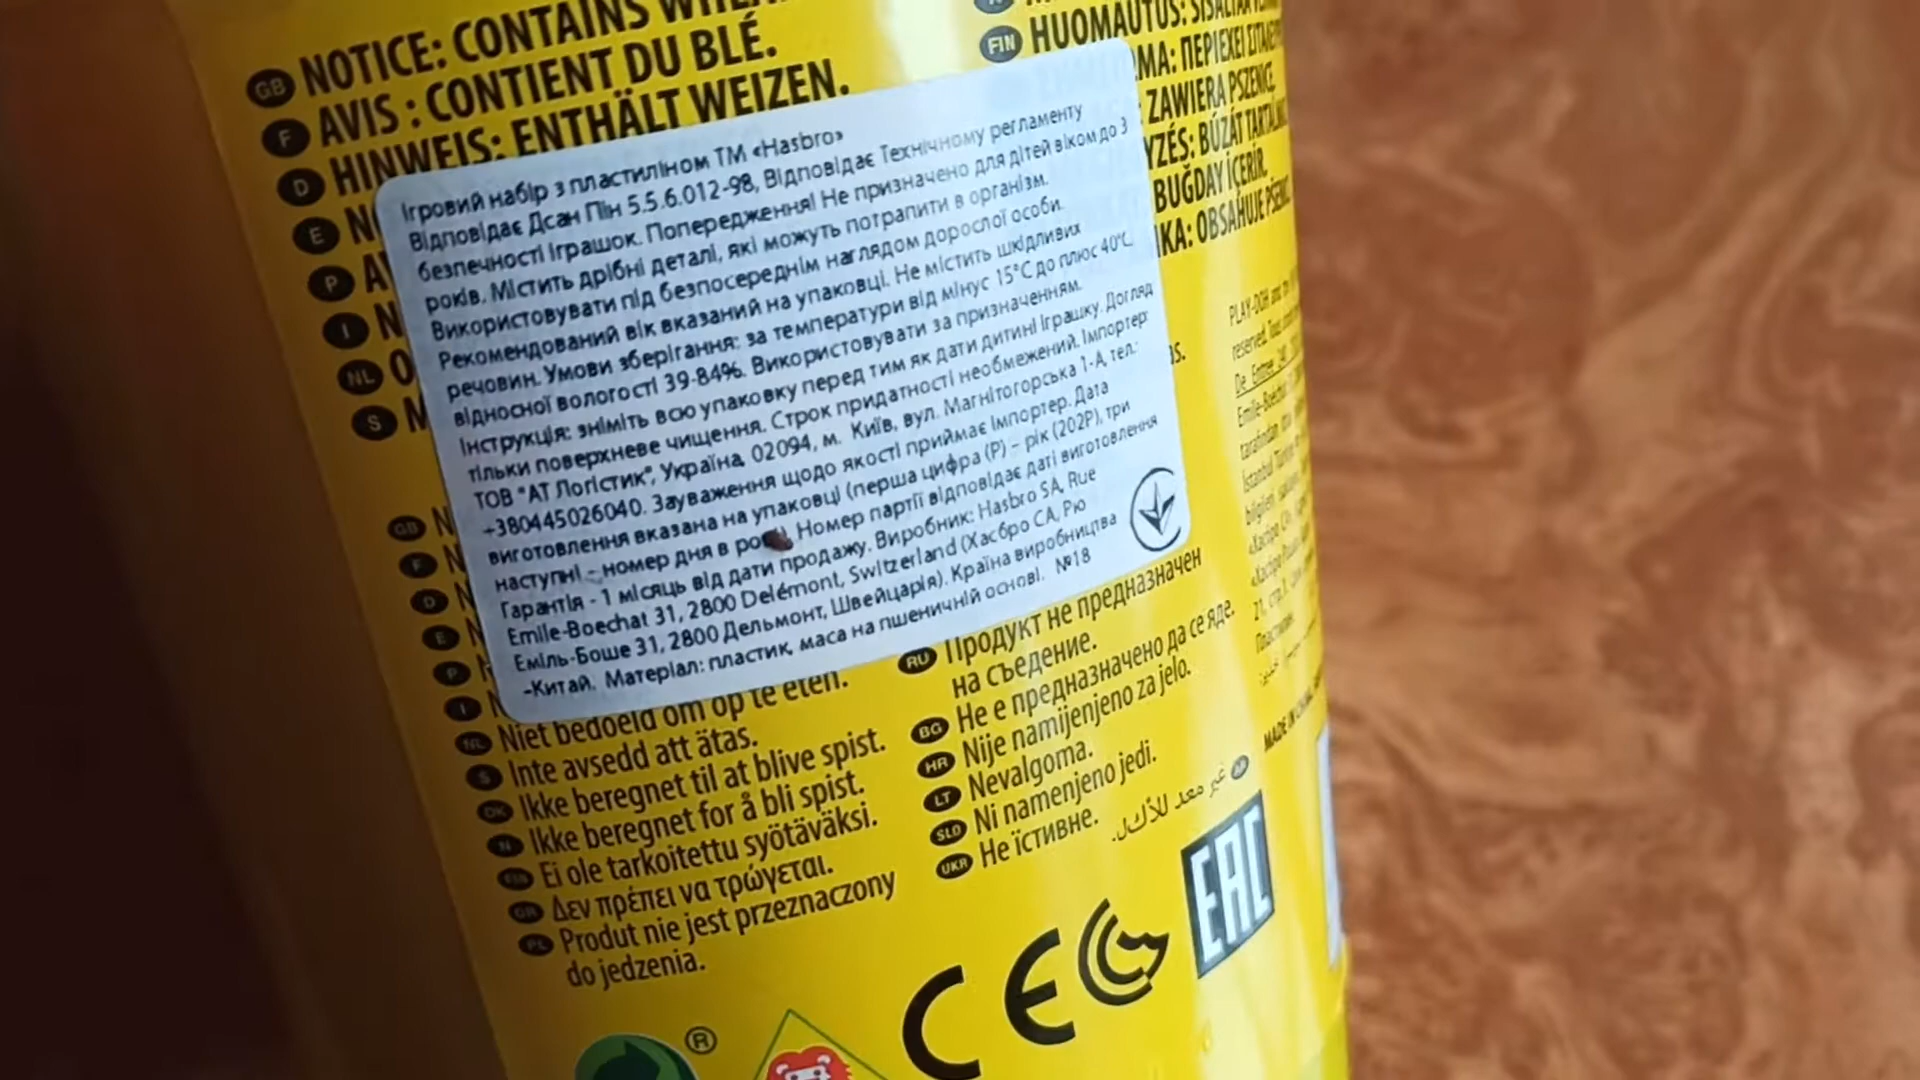 GB NOTICE: CONTAINS
F AVIS : CONTIENT DU BLÉ.
D HINWEIS: ENTHÄLT WEIZEN.
E
P
I
NL
S
FIN HUOMAUTUS:
ΠΕΡΙΕΧΕΙ
ZAWIERA PSZENICĘ.
BÚZÁT
BUĞDAY İÇERİR.
OBSAHUJE
Ігровий набір з пластиліном ТМ «Hasbro»
Відповідає Дсан Пін 5.5.6.012-98, Відповідає Технічному регламенту
безпечності іграшок. Попередження! Не призначено для дітей віком до 3
років. Містить дрібні деталі, які можуть потрапити в організм.
Використовувати під безпосереднім наглядом дорослої особи.
Рекомендований вік вказаний на упаковці. Не містить шкідливих
речовин. Умови зберігання: за температури від мінус 15°С до плюс 40°С,
відносної вологості 39-84%. Використовувати за призначенням.
Інструкція: зніміть всю упаковку перед тим як дати дитині іграшку. Догляд
тільки поверхневе чищення. Строк придатності необмежений. Імпортер:
ТОВ "АТ Логістик", Україна, 02094, м. Київ, вул. Магнітогорська 1-А, тел.:
+380445026040. Зауваження щодо якості приймає Імпортер. Дата
виготовлення вказана на упаковці (перша цифра (Р) – рік (202Р), три
наступні – номер дня в Номер партії відповідає даті виготовлення
Гарантія - 1 місяць від дати продажу. Виробник: Hasbro SA, Rue
Emile-Boechat 31, 2800 Delémont, Switzerland (Хасбро СА, Рю
Еміль-Боше 31, 2800 Дельмонт, Швейцарія). Країна виробництва
-Китай. Матеріал: пластик, маса на пшеничній основі. №18
GB
F
D
E
P
I
NL Niet bedoeld om op te eten.
S Inte avsedd att ätas.
DK Ikke beregnet til at blive spist.
N Ikke beregnet for å bli spist.
FIN Ei ole tarkoitettu syötäväksi.
GR Δεν πρέπει να τρώγεται.
PL Produt nie jest przeznaczony
do jedzenia.
RU Продукт не предназначен
на съедение.
BG Не е предназначено да се яде.
HR Nije namijenjeno za jelo.
LT Nevalgoma.
SLO Ni namenjeno jedi.
UKR Не їстивне.
غير معد للأكل.
PLAY-DOH and
reserved.
MADE IN
CE
EAC
®